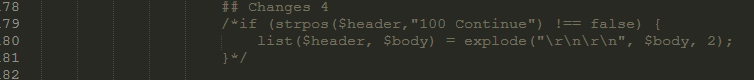 .78 ## Changes 4
.79 /*if (strpos($header,"100 Continue") !== false) {
.80 list($header, $body) = explode("\r\n\r\n", $body, 2);
.81 }*/
.82